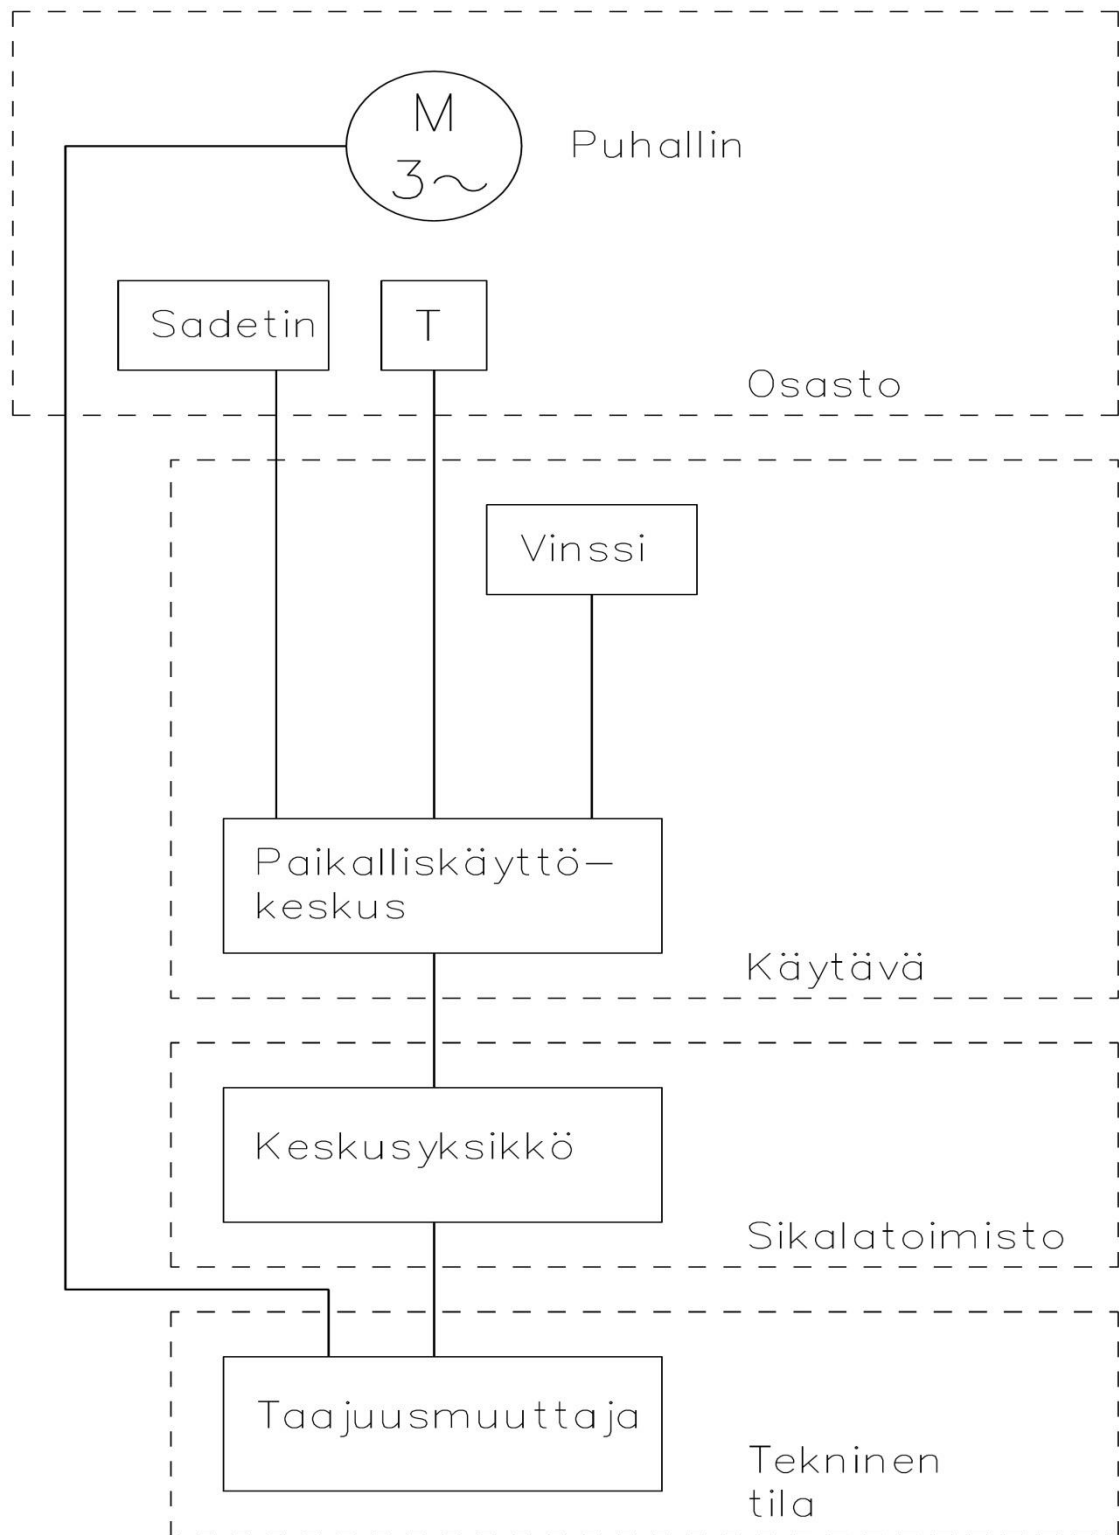 M
3~
Puhallin
Sadetin
T
Osasto
Vinssi
Paikalliskäyttö-
keskus
Käytävä
Keskusyksikkö
Sikalatoimisto
Taajuusmuuttaja
Tekninen
tila